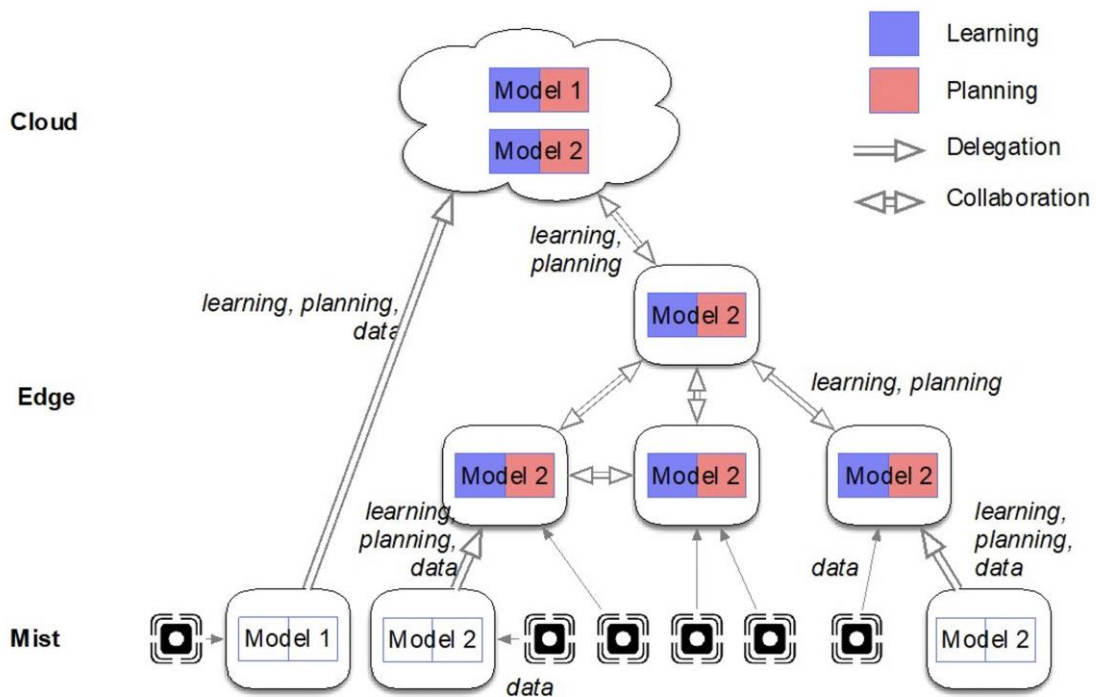 Learning
Model 1
Planning
Cloud
Model 2
Delegation
Collaboration
learning,
planning
learning, planning,
data
Model 2
Edge
learning, planning
Model 2
Model 2
Model 2
learning,
planning,
data
learning,
planning,
data
data
Mist
Model 1
Model 2
Model 2
data